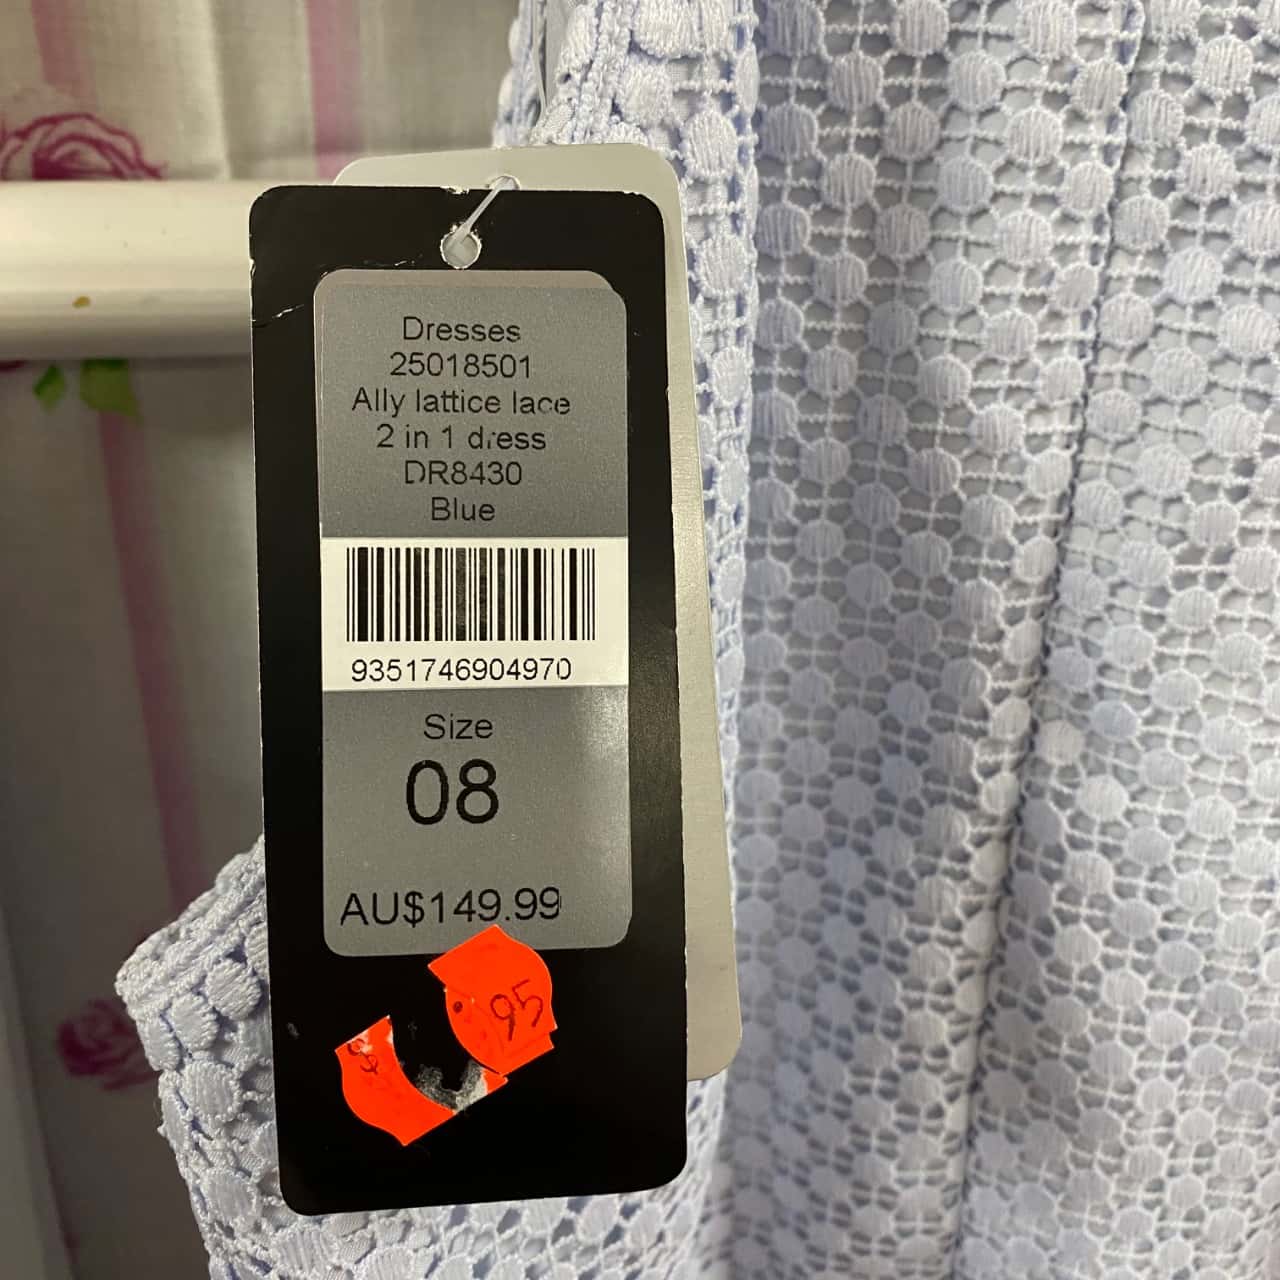 Dresses
25018501
Ally lattice lace
2 in 1 dress
DR8430
Blue
9351746904970
Size
08
AU$149.99
95
$